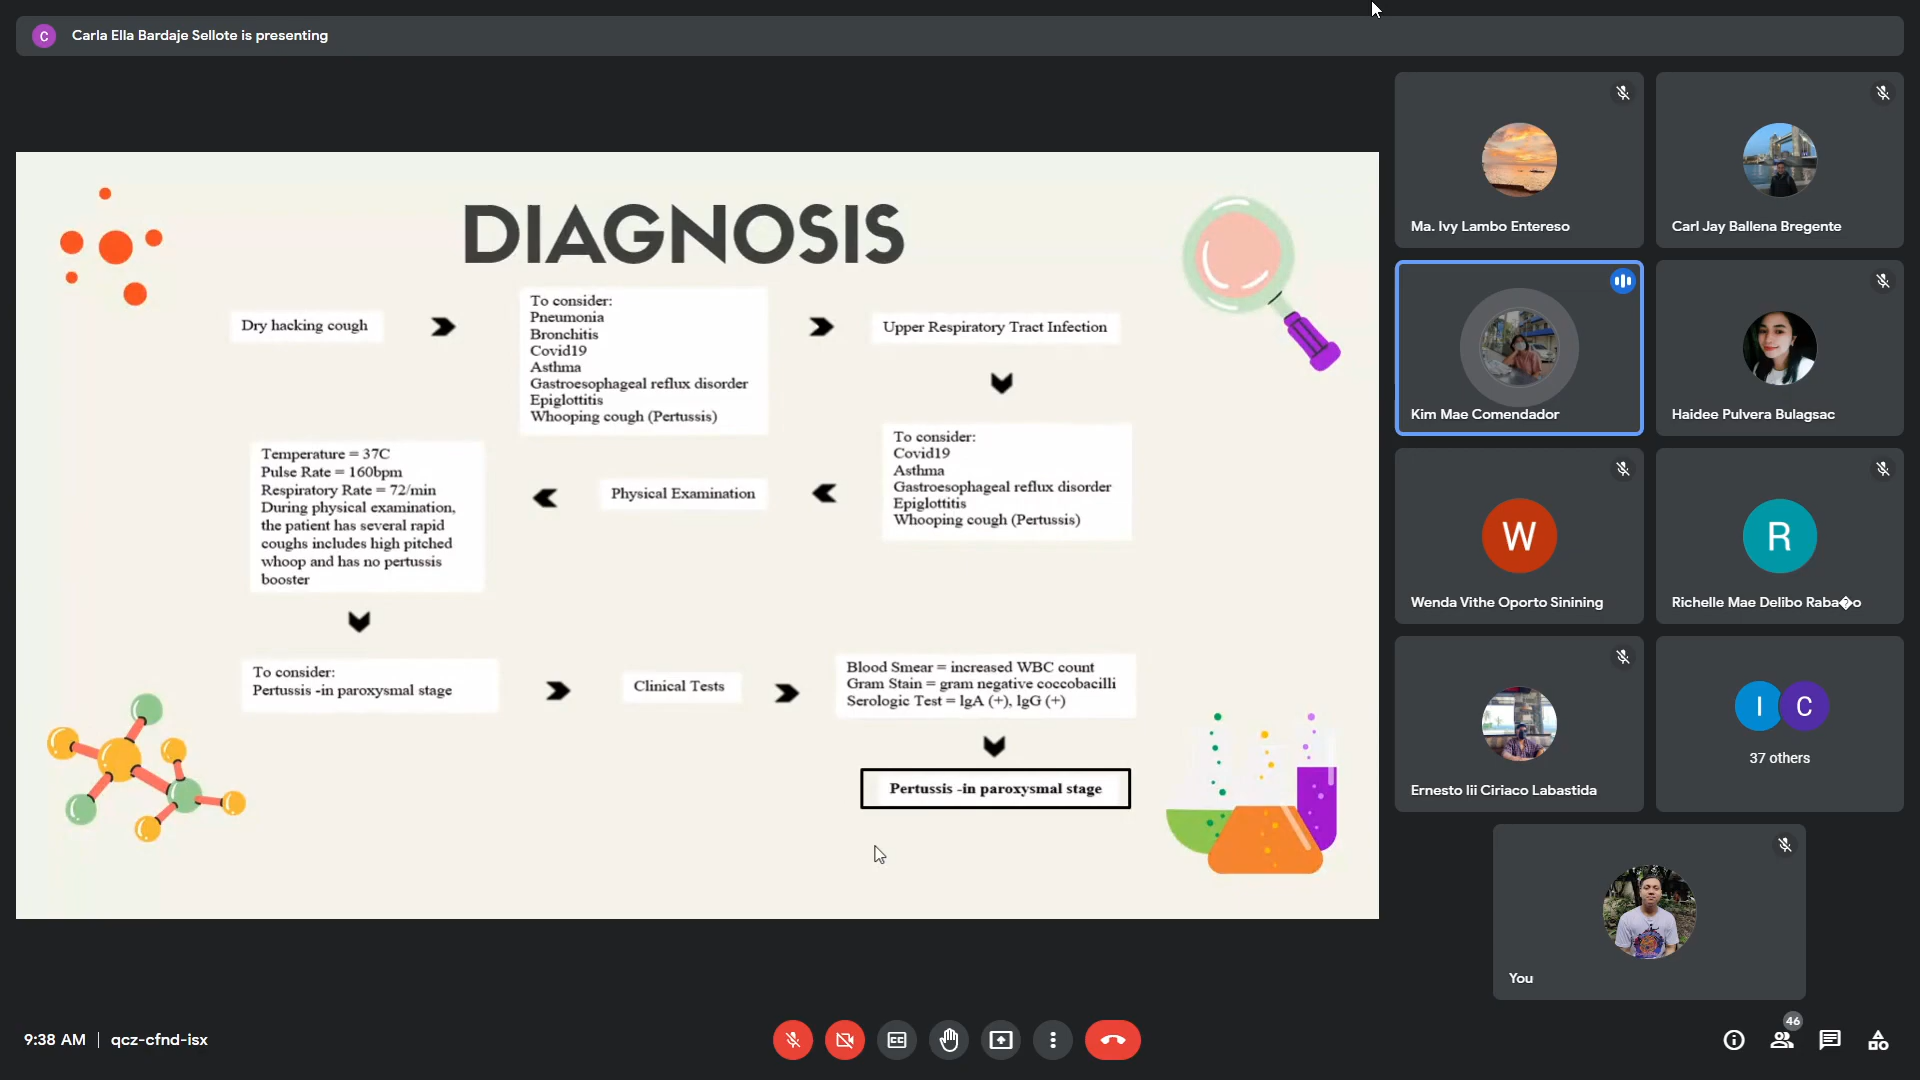 C
Carla Ella Bardaje Sellote is presenting
DIAGNOSIS
Dry hacking cough
To consider:
Pneumonia
Bronchitis
Covid19
Asthma
Gastroesophageal reflux disorder
Epiglottitis
Whooping cough (Pertussis)
Upper Respiratory Tract Infection
To consider:
Covid19
Asthma
Gastroesophageal reflux disorder
Epiglottitis
Whooping cough (Pertussis)
Physical Examination
Temperature = 37C
Pulse Rate = 160bpm
Respiratory Rate = 72/min
During physical examination,
the patient has several rapid
coughs includes high pitched
whoop and has no pertussis
booster
To consider:
Pertussis -in paroxysmal stage
Clinical Tests
Blood Smear = increased WBC count
Gram Stain = gram negative coccobacilli
Serologic Test = lgA (+), lgG (+)
Pertussis -in paroxysmal stage
Ma. Ivy Lambo Entereso
Carl Jay Ballena Bregente
Kim Mae Comendador
Haidee Pulvera Bulagsac
W
Wenda Vithe Oporto Sinining
R
Richelle Mae Delibo Raba�o
Ernesto Iii Ciriaco Labastida
I C
37 others
You
9:38 AM | qcz-cfnd-isx
46